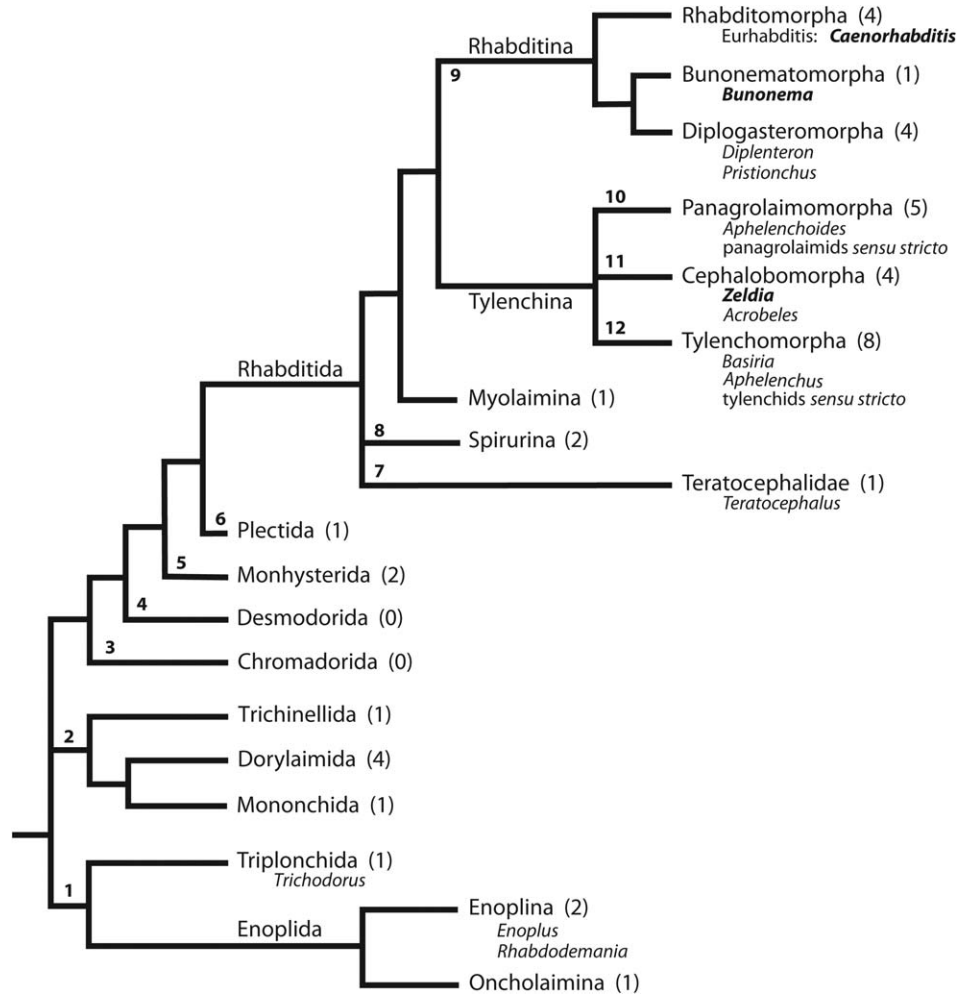 Rhabditina
9
Rhabditomorpha (4)
Eurhabditis: Caenorhabditis
Bunonematomorpha (1)
Bunonema
Diplogasteromorpha (4)
Diplenteron
Pristionchus
10
Panagrolaimomorpha (5)
Aphelenchoides
panagrolaimids sensu stricto
11
Cephalobomorpha (4)
Zeldia
Acrobeles
Tylenchina
12
Tylenchomorpha (8)
Basiria
Aphelenchus
tylenchids sensu stricto
Rhabditida
Myolaimina (1)
8
Spirurina (2)
7
Teratocephalidae (1)
Teratocephalus
6
Plectida (1)
5
Monhysterida (2)
4
Desmodorida (0)
3
Chromadorida (0)
Trichinellida (1)
2
Dorylaimida (4)
Mononchida (1)
Triplonchida (1)
Trichodorus
1
Enoplida
Enoplina (2)
Enoplus
Rhabdodemania
Oncholaimina (1)